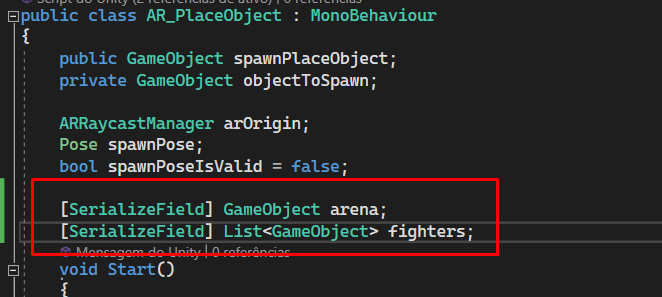 Script do Unity (2 referências de ativo) | 0 referências
public class AR_PlaceObject : MonoBehaviour
{
public GameObject spawnPlaceObject;
private GameObject objectToSpawn;
ARRaycastManager arOrigin;
Pose spawnPose;
bool spawnPoseIsValid = false;
[SerializeField] GameObject arena;
[SerializeField] List<GameObject> fighters;
Mensagem do Unity | 0 referências
void Start()
{